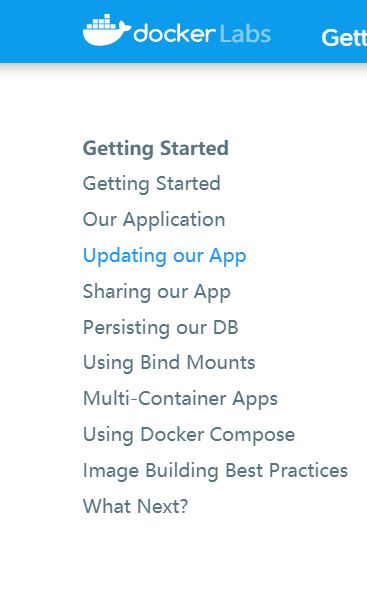 docker Labs
Gett
Getting Started
Getting Started
Our Application
Updating our App
Sharing our App
Persisting our DB
Using Bind Mounts
Multi-Container Apps
Using Docker Compose
Image Building Best Practices
What Next?